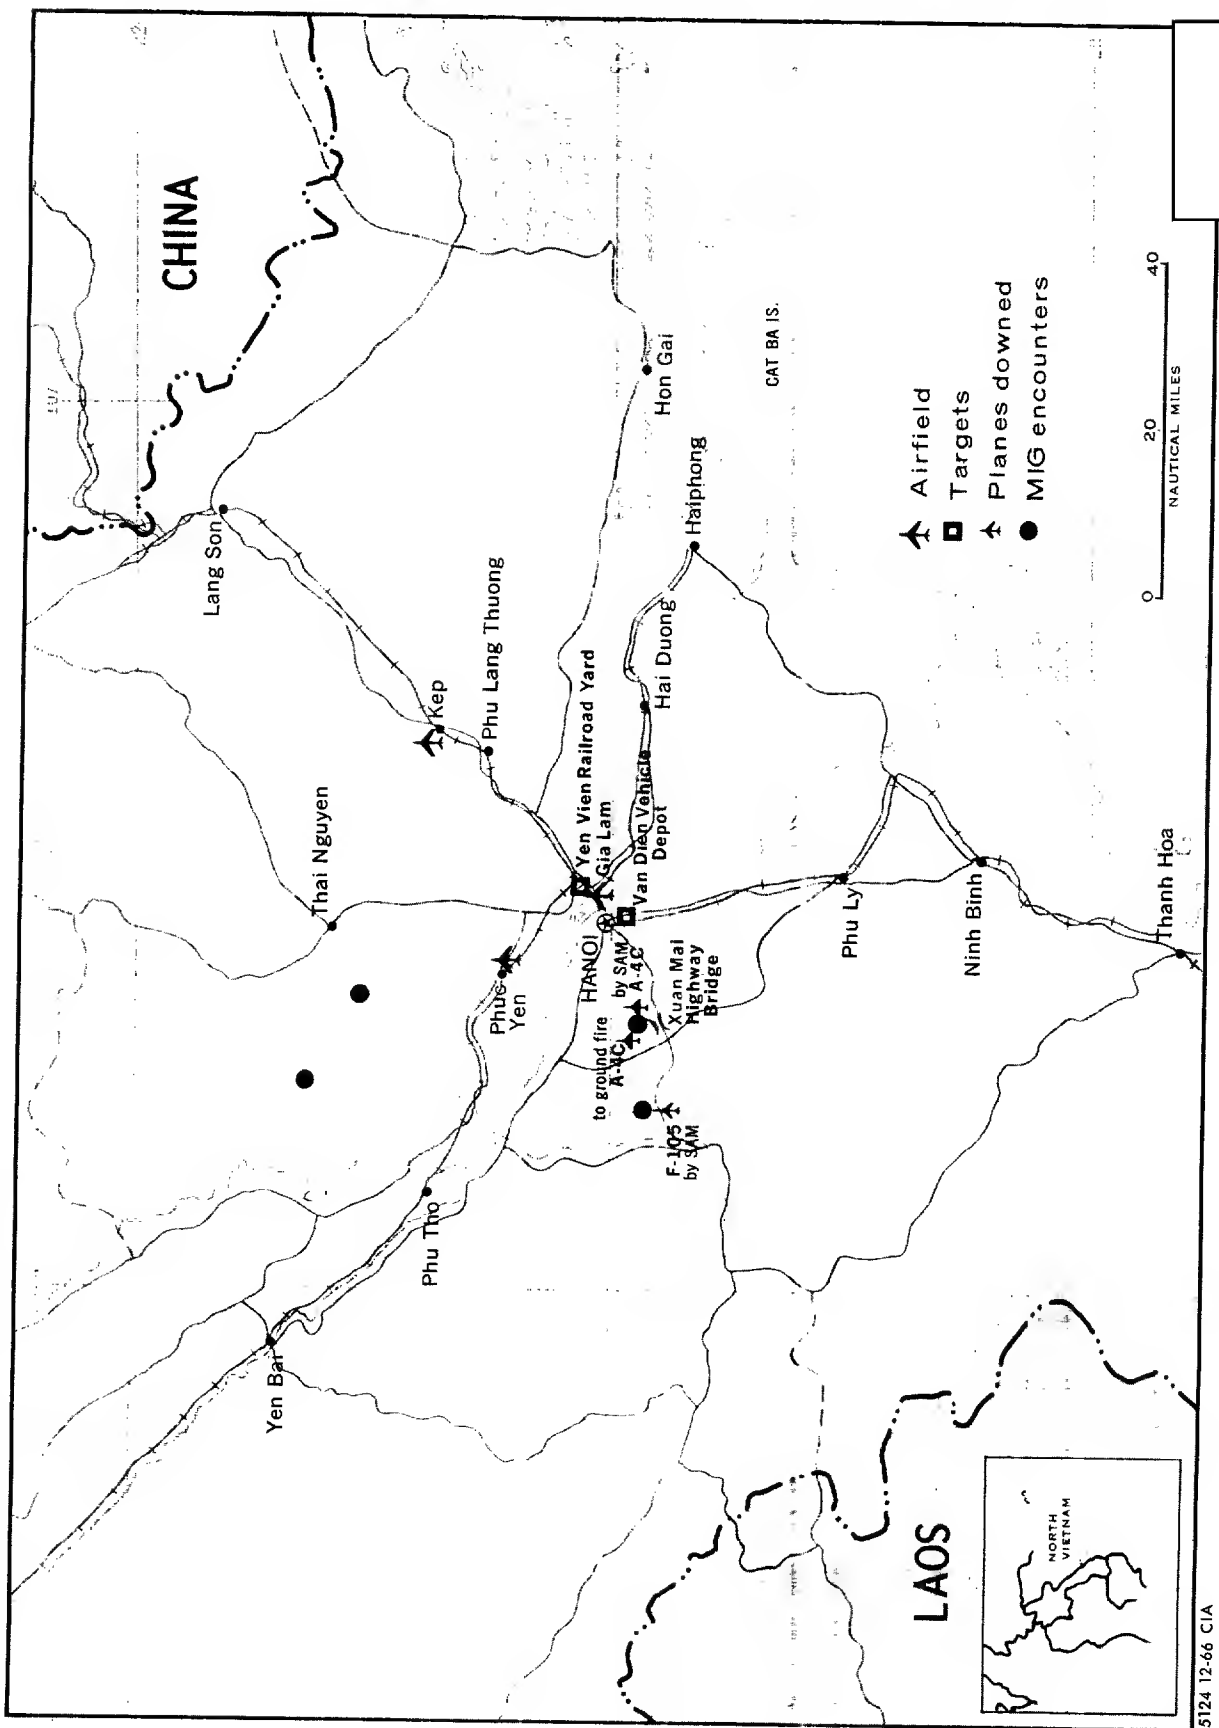 CHINA
107
Lang Son
Kep
Phu Lang Thuong
Thai Nguyen
Yen Vien Railroad Yard
Gia Lam
Van Dien Vehicle
Depot
Hai Duong
Haiphong
Hon Gai
CAT BA IS.
Phuc
Yen
HANOI
by SAM
A-4C
Xuan Mai
Highway
Bridge
to ground fire
A-4C
F-105
by SAM
Phu Tho
Yen Bai
Phu Ly
Ninh Binh
Thanh Hoa
LAOS
Airfield
Targets
Planes downed
MIG encounters
0 20 40
NAUTICAL MILES
NORTH
VIETNAM
5124 12-66 CIA